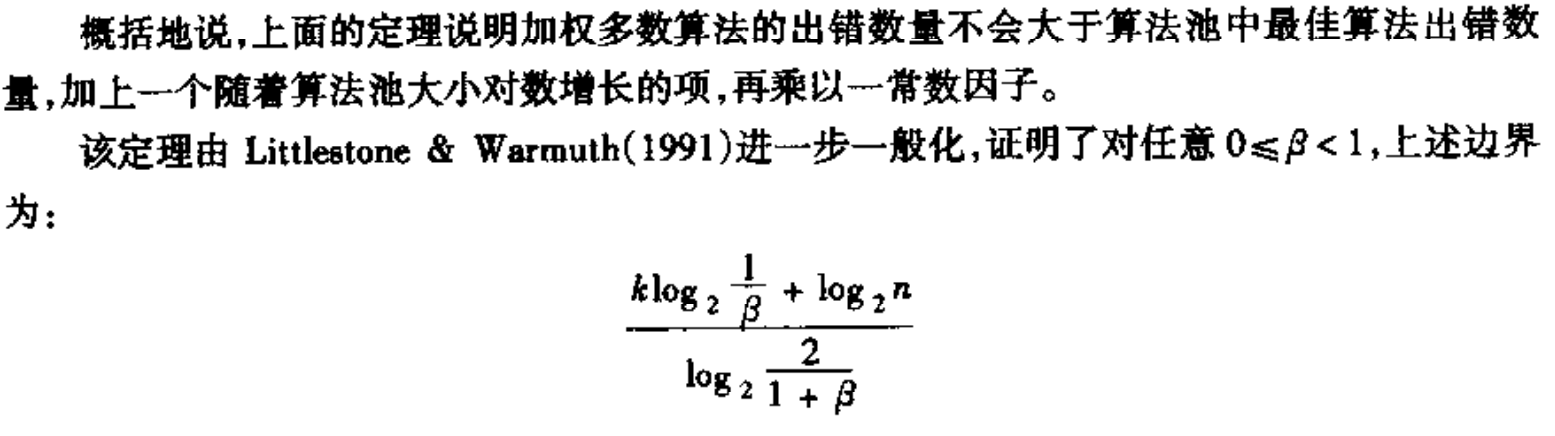 概括地说,上面的定理说明加权多数算法的出错数量不会大于算法池中最佳算法出错数
量,加上一个随着算法池大小对数增长的项,再乘以一常数因子。
该定理由 Littlestone & Warmuth(1991)进一步一般化,证明了对任意 0≤β<1,上述边界
为:
$$\frac{k\log_2 \frac{1}{\beta} + \log_2 n}{\log_2 \frac{2}{1+\beta}}$$